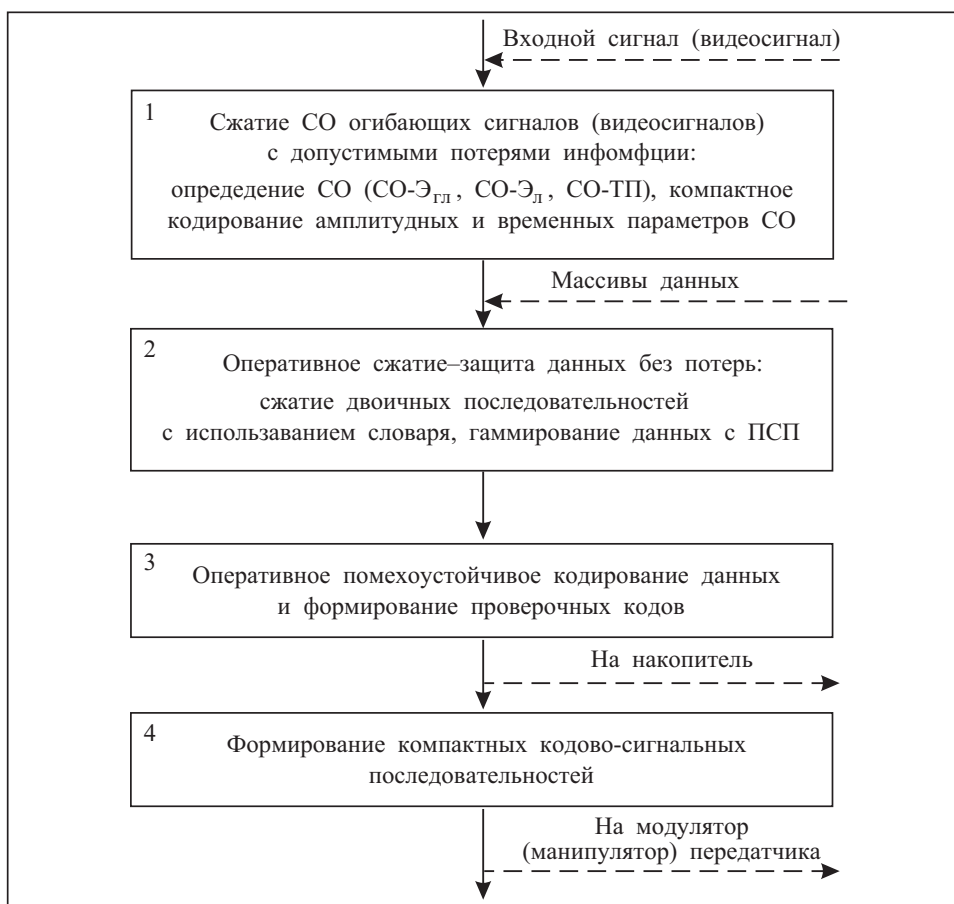 Входной сигнал (видеосигнал)
1
Сжатие СО огибающих сигналов (видеосигналов)
с допустимыми потерями инфомфции:
опредедение СО (СО-Эгл, СО-Эл, СО-ТП), компактное
кодирование амплитудных и временных параметров СО
Массивы данных
2
Оперативное сжатие–защита данных без потерь:
сжатие двоичных последовательностей
с использаванием словаря, гаммирование данных с ПСП
3
Оперативное помехоустойчивое кодирование данных
и формирование проверочных кодов
На накопитель
4
Формирование компактных кодово-сигнальных
последовательностей
На модулятор
(манипулятор) передатчика